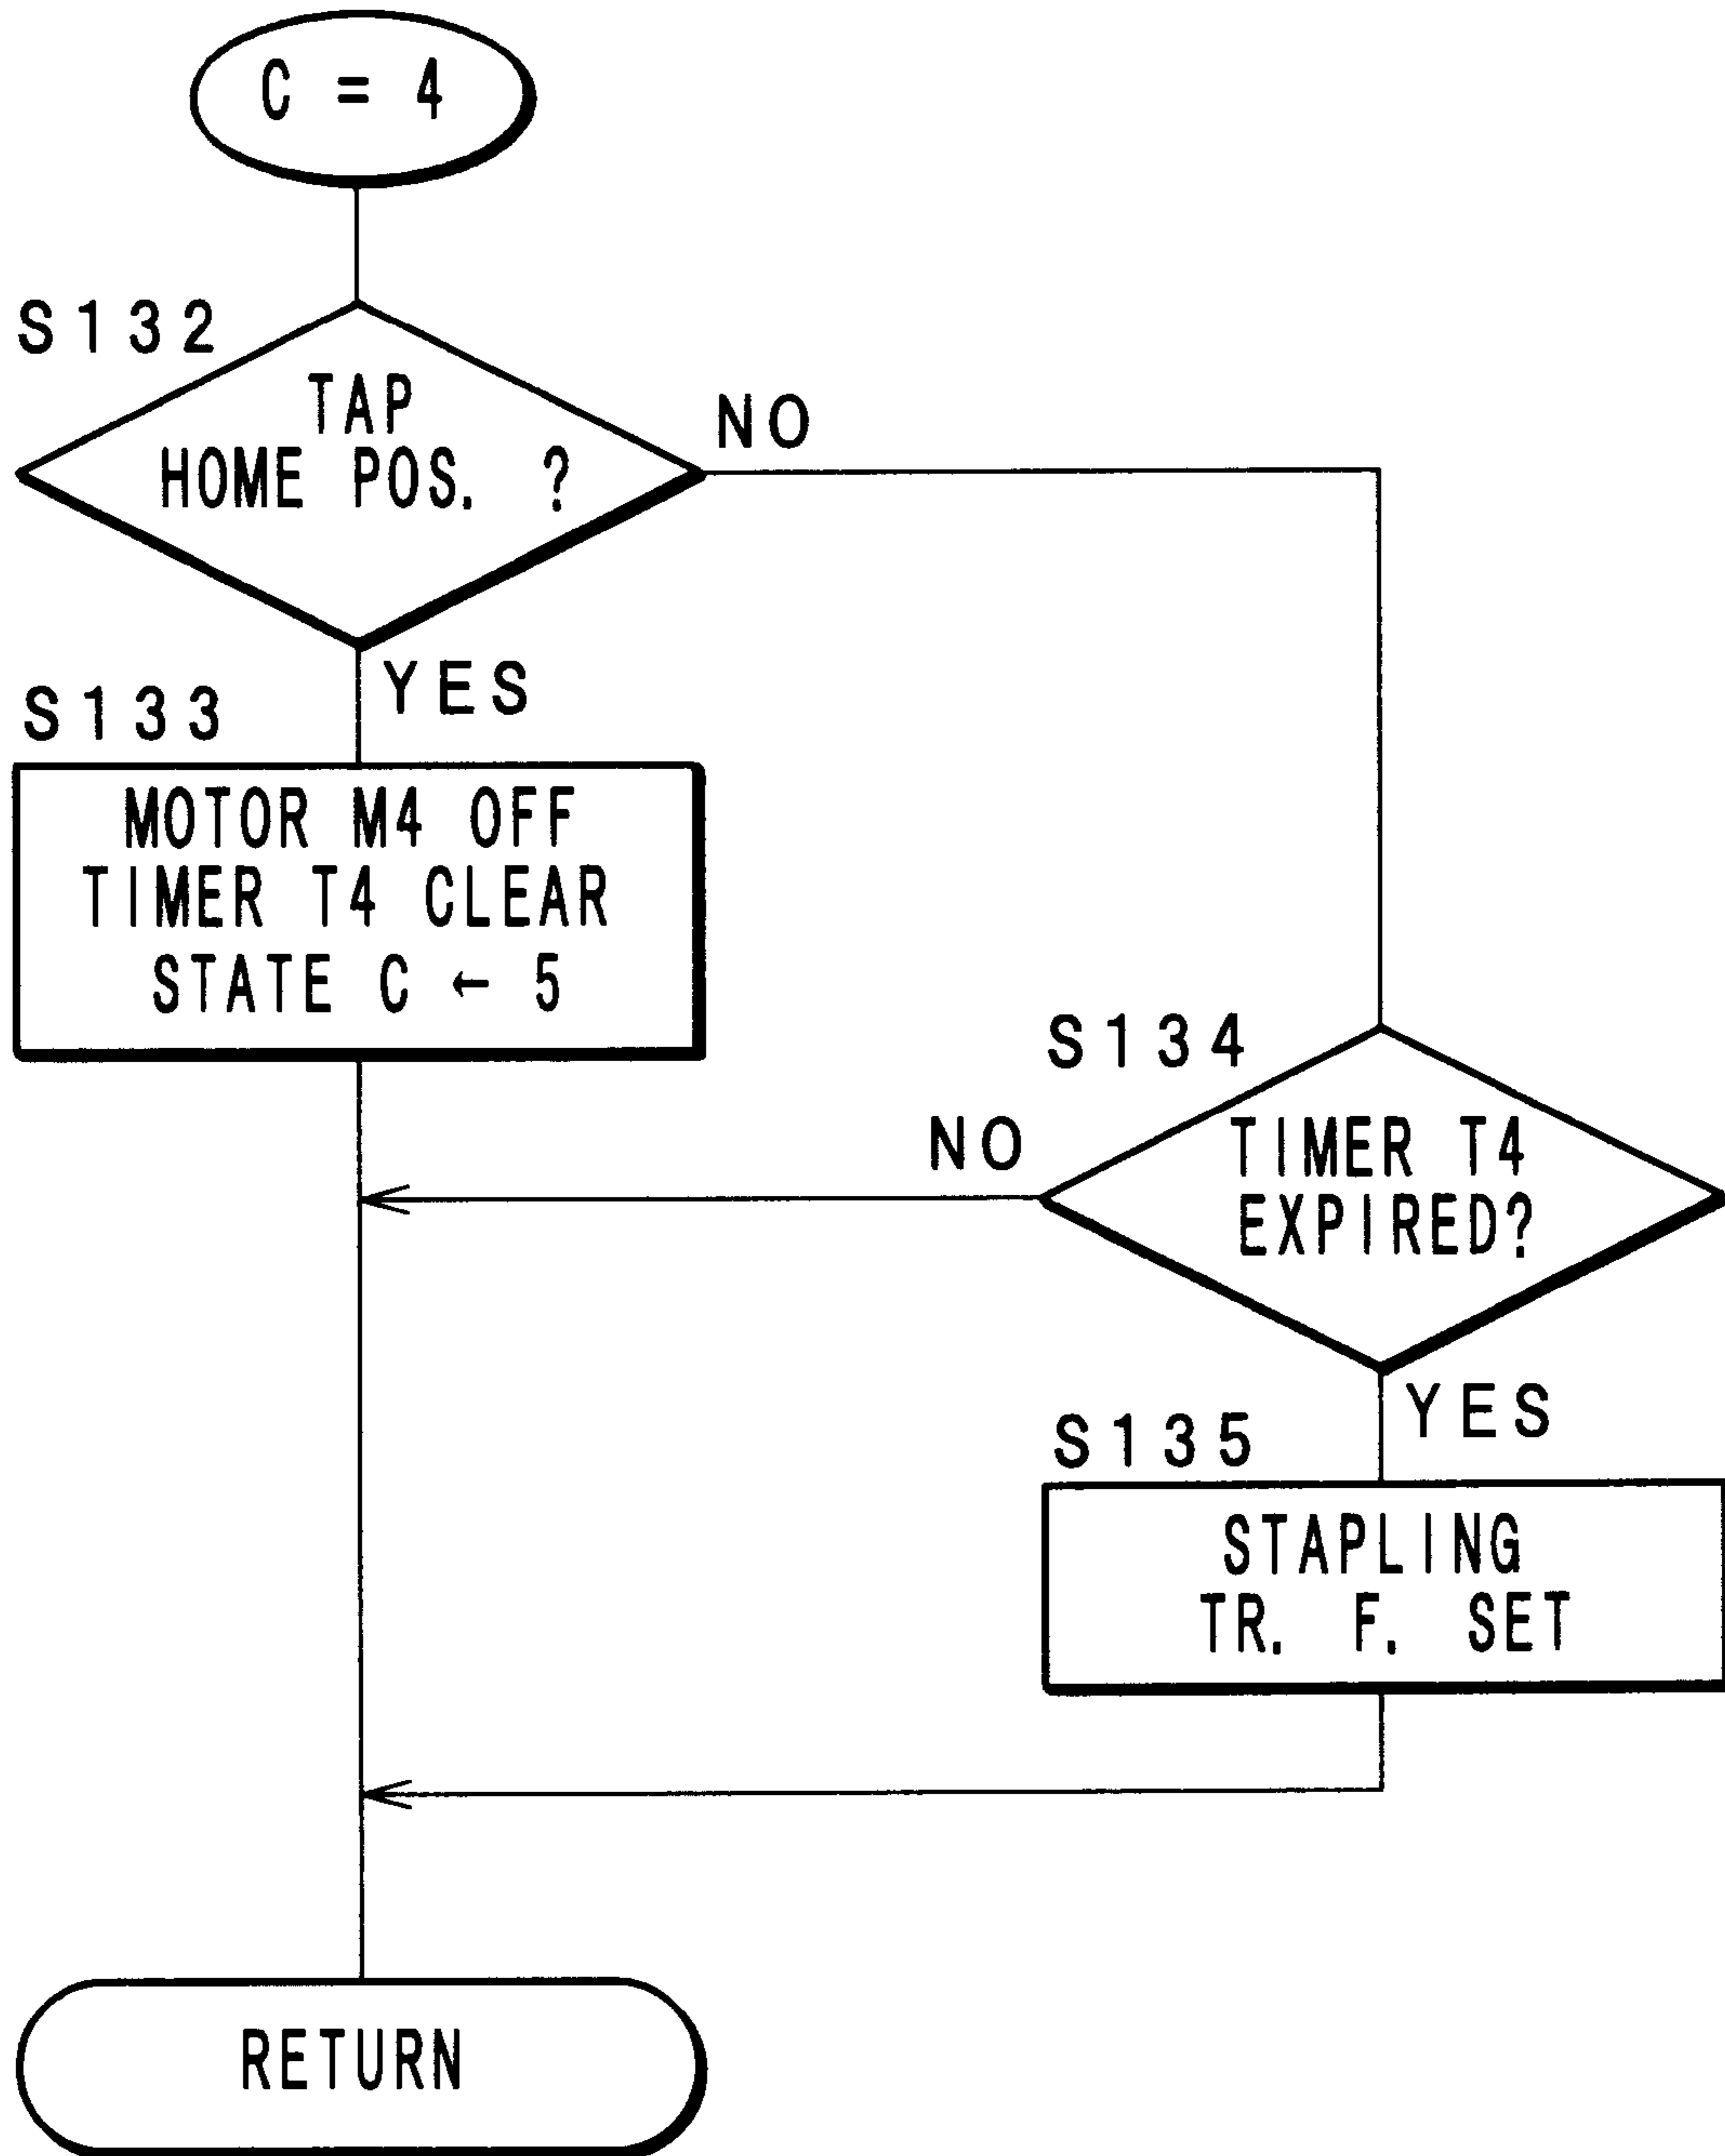 C = 4
S132
TAP
HOME POS. ?
NO
YES
S133
MOTOR M4 OFF
TIMER T4 CLEAR
STATE C ← 5
S134
NO
TIMER T4
EXPIRED?
YES
S135
STAPLING
TR. F. SET
RETURN